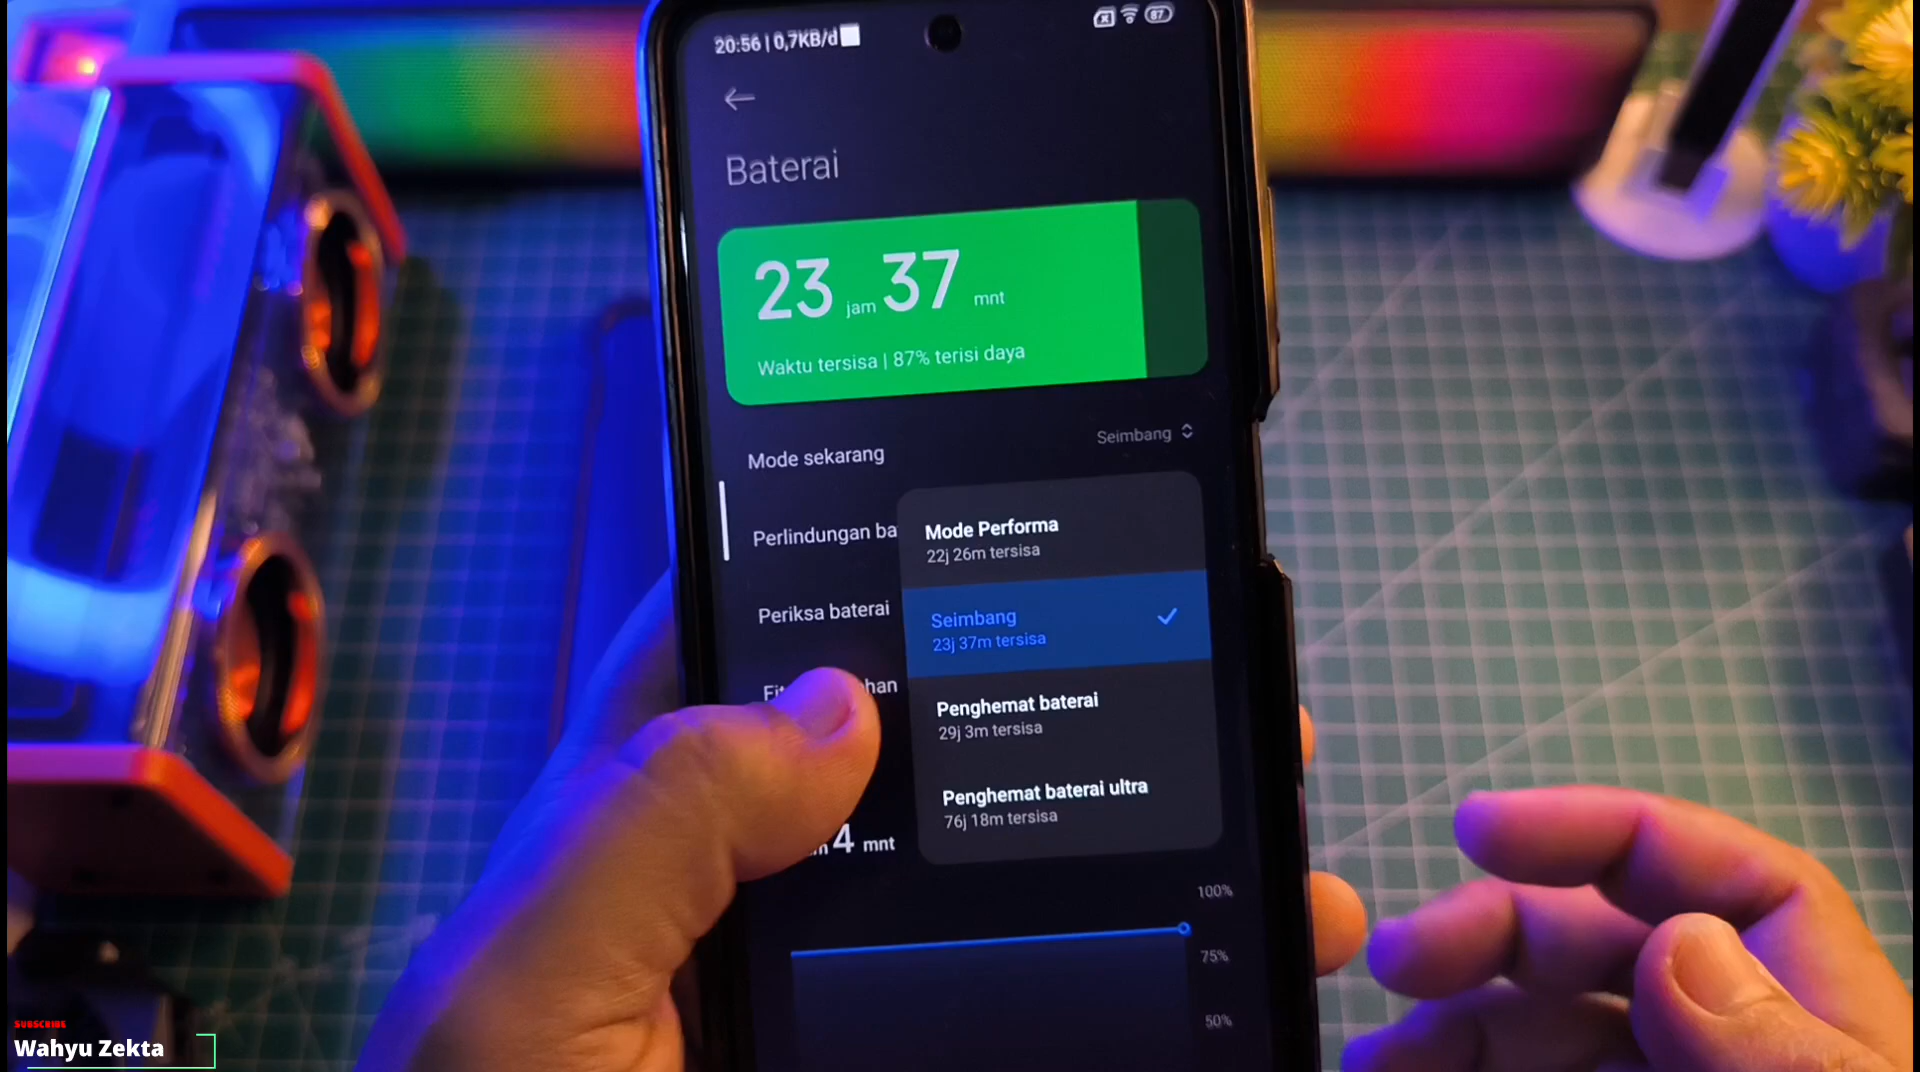 20:56 | 0,7KB/d
87
Baterai
23 jam 37 mnt
Waktu tersisa | 87% terisi daya
Mode sekarang
Seimbang
Perlindungan ba
Mode Performa
22j 26m tersisa
Periksa baterai
Seimbang
23j 37m tersisa
Penghemat baterai
29j 3m tersisa
Penghemat baterai ultra
76j 18m tersisa
4 mnt
100%
75%
50%
SUBSCRIBE
Wahyu Zekta